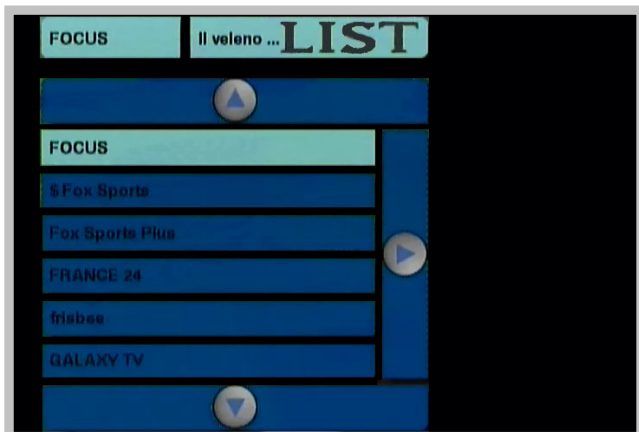 FOCUS
Il veleno ... LIST
FOCUS
$ Fox Sports
Fox Sports Plus
FRANCE 24
frisbee
GALAXY TV